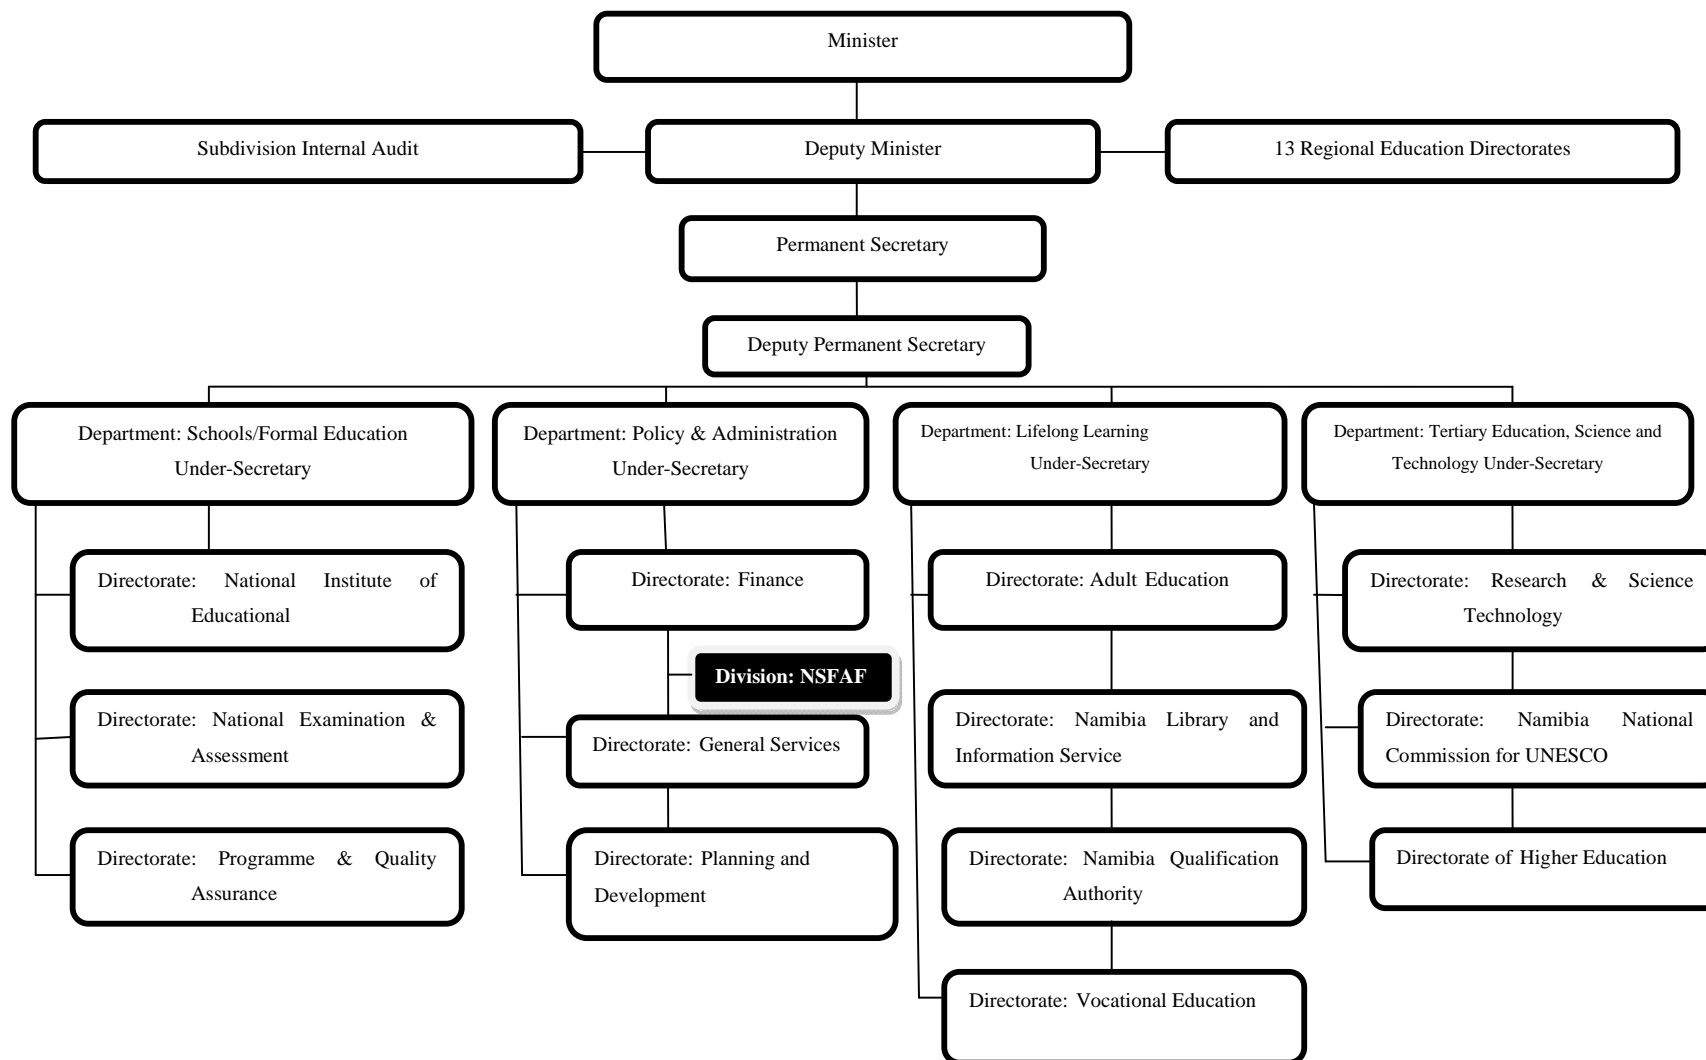 Minister
Subdivision Internal Audit
Deputy Minister
13 Regional Education Directorates
Permanent Secretary
Deputy Permanent Secretary
Department: Schools/Formal Education
Under-Secretary
Department: Policy & Administration
Under-Secretary
Department: Lifelong Learning
Under-Secretary
Department: Tertiary Education, Science and
Technology Under-Secretary
Directorate: National Institute of
Educational
Directorate: Finance
Directorate: Adult Education
Directorate: Research & Science
Technology
Division: NSFAF
Directorate: National Examination &
Assessment
Directorate: General Services
Directorate: Namibia Library and
Information Service
Directorate: Namibia National
Commission for UNESCO
Directorate: Programme & Quality
Assurance
Directorate: Planning and
Development
Directorate: Namibia Qualification
Authority
Directorate of Higher Education
Directorate: Vocational Education